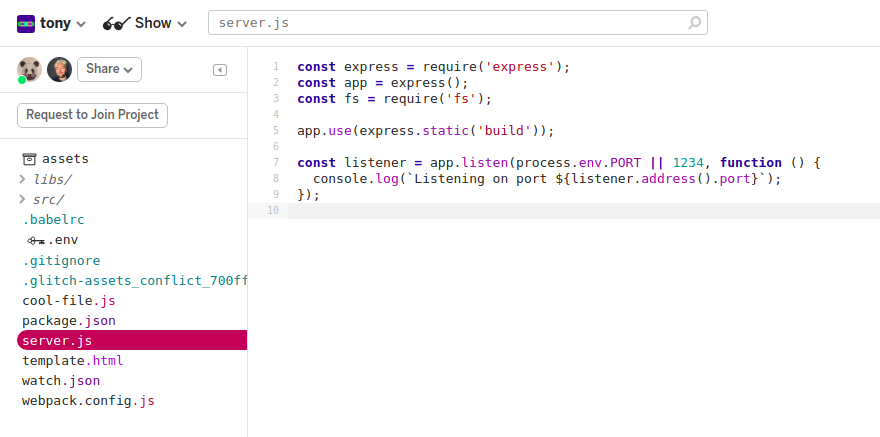 tony Show server.js
Share
Request to Join Project
assets
libs/
src/
.babelrc
.env
.gitignore
.glitch-assets_conflict_700ff
cool-file.js
package.json
server.js
template.html
watch.json
webpack.config.js
1 const express = require('express');
2 const app = express();
3 const fs = require('fs');
4
5 app.use(express.static('build'));
6
7 const listener = app.listen(process.env.PORT || 1234, function () {
8   console.log(`Listening on port ${listener.address().port}`);
9 });
10